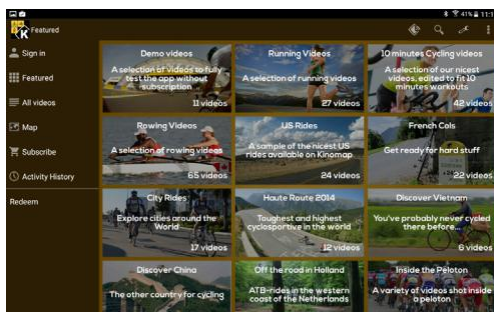 41% 11:1
K
Featured
Sign in
Featured
All videos
Map
Subscribe
Activity History
Redeem
Demo videos
A selection of videos to fully
test the app without
subscription
11 videos
Running Videos
A selection of running videos
27 videos
10 minutes Cycling videos
A selection of our nicest
videos, edited to fit 10
minutes workouts
42 videos
Rowing Videos
A selection of rowing videos
65 videos
US Rides
A sample of the nicest US
rides available on Kinomap
24 videos
French Cols
Get ready for hard stuff
22 videos
City Rides
Explore cities around the
World
17 videos
Haute Route 2014
Toughest and highest
cyclosportive in the world
12 videos
Discover Vietnam
You've probably never cycled
there before...
6 videos
Discover China
The other country for cycling
Off the road in Holland
ATB-rides in the western
coast of the Netherlands
Inside the Peloton
A variety of videos shot inside
a peloton